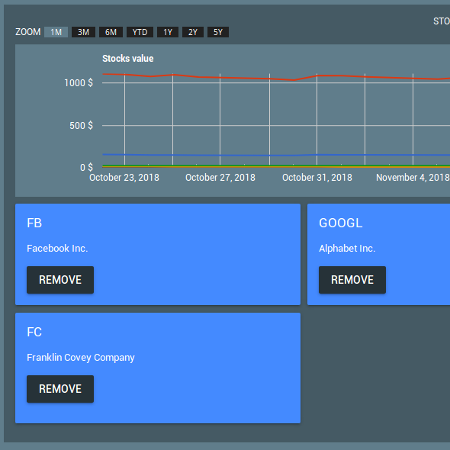 STO
ZOOM 1M 3M 6M YTD 1Y 2Y 5Y
Stocks value
1000 $
500 $
0 $
October 23, 2018 October 27, 2018 October 31, 2018 November 4, 2018
FB
Facebook Inc.
REMOVE
GOOGL
Alphabet Inc.
REMOVE
FC
Franklin Covey Company
REMOVE